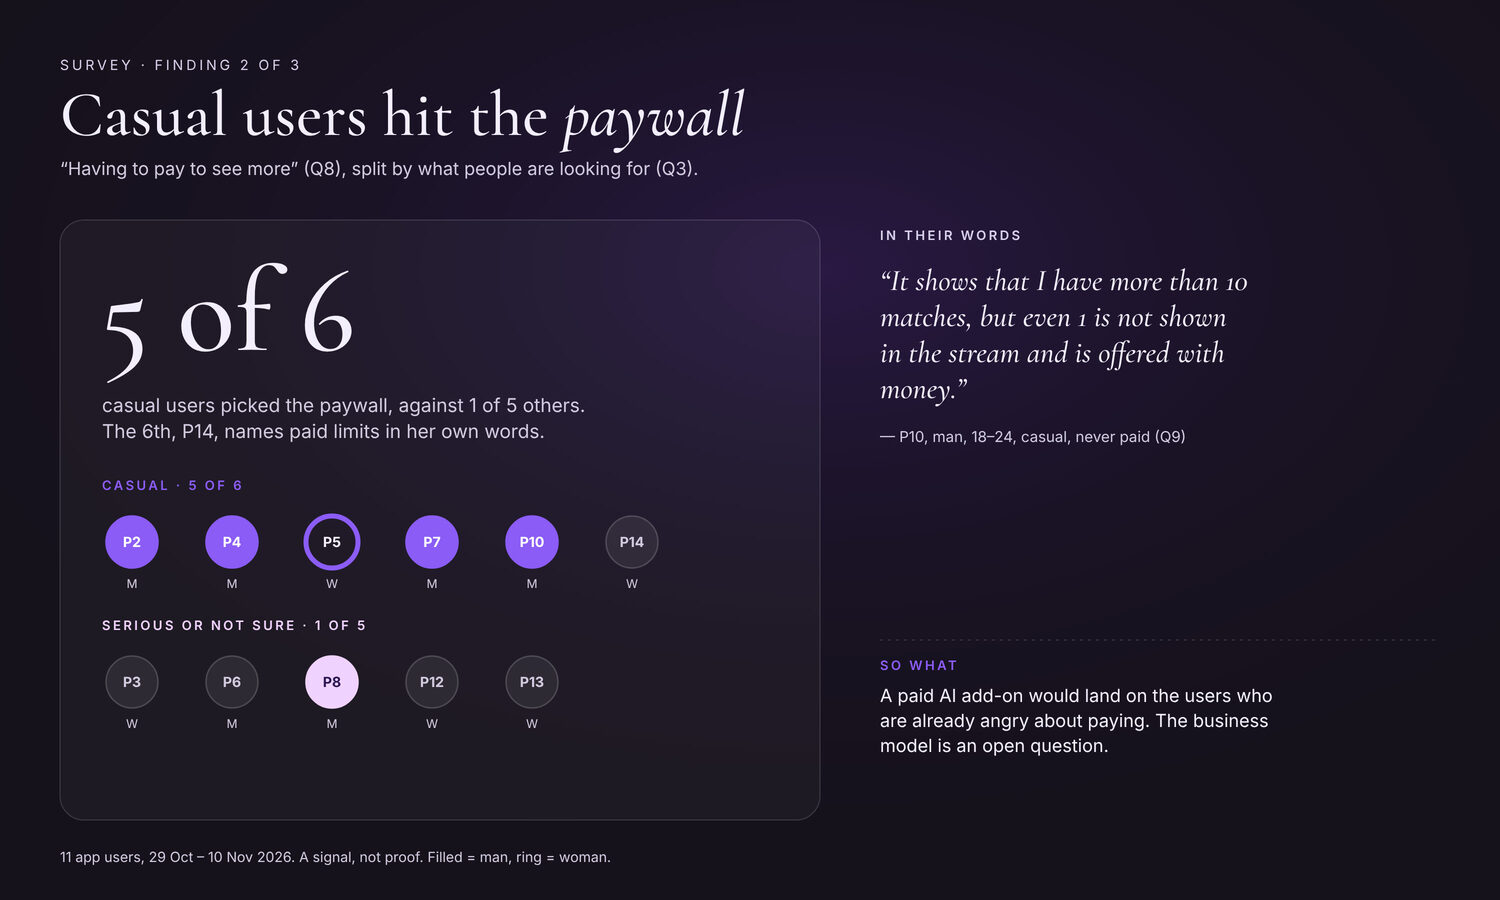 SURVEY · FINDING 2 OF 3
Casual users hit the paywall
“Having to pay to see more” (Q8), split by what people are looking for (Q3).
5 of 6
casual users picked the paywall, against 1 of 5 others.
The 6th, P14, names paid limits in her own words.
CASUAL · 5 OF 6
P2 P4 P5 P7 P10 P14
M M W M M W
SERIOUS OR NOT SURE · 1 OF 5
P3 P6 P8 P12 P13
W M M W W
IN THEIR WORDS
“It shows that I have more than 10
matches, but even 1 is not shown
in the stream and is offered with
money.”
— P10, man, 18–24, casual, never paid (Q9)
SO WHAT
A paid AI add-on would land on the users who
are already angry about paying. The business
model is an open question.
11 app users, 29 Oct – 10 Nov 2026. A signal, not proof. Filled = man, ring = woman.